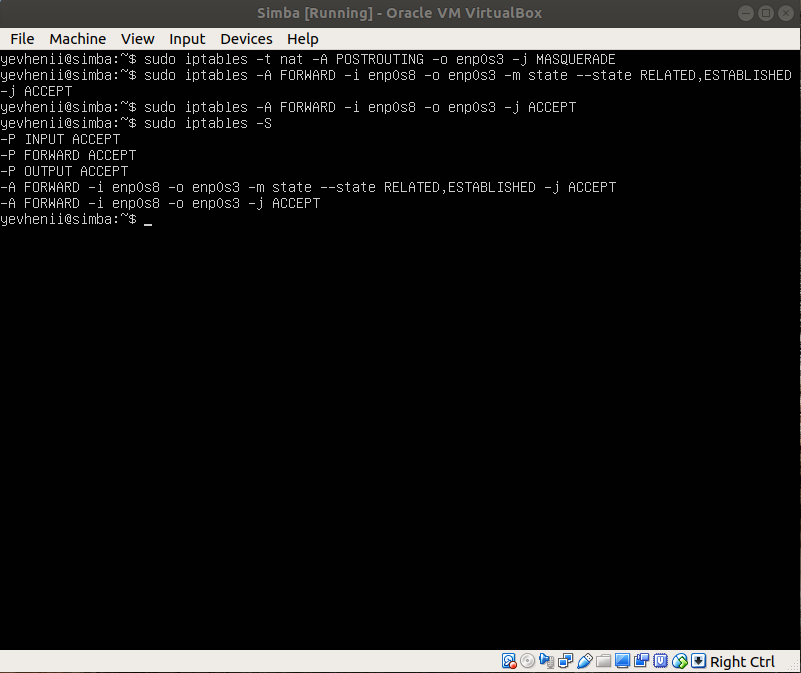 Simba [Running] - Oracle VM VirtualBox
File Machine View Input Devices Help
yevhenii@simba:~$ sudo iptables -t nat -A POSTROUTING -o enp0s3 -j MASQUERADE
yevhenii@simba:~$ sudo iptables -A FORWARD -i enp0s8 -o enp0s3 -m state --state RELATED,ESTABLISHED
-j ACCEPT
yevhenii@simba:~$ sudo iptables -A FORWARD -i enp0s8 -o enp0s3 -j ACCEPT
yevhenii@simba:~$ sudo iptables -S
-P INPUT ACCEPT
-P FORWARD ACCEPT
-P OUTPUT ACCEPT
-A FORWARD -i enp0s8 -o enp0s3 -m state --state RELATED,ESTABLISHED -j ACCEPT
-A FORWARD -i enp0s8 -o enp0s3 -j ACCEPT
yevhenii@simba:~$ _
Right Ctrl